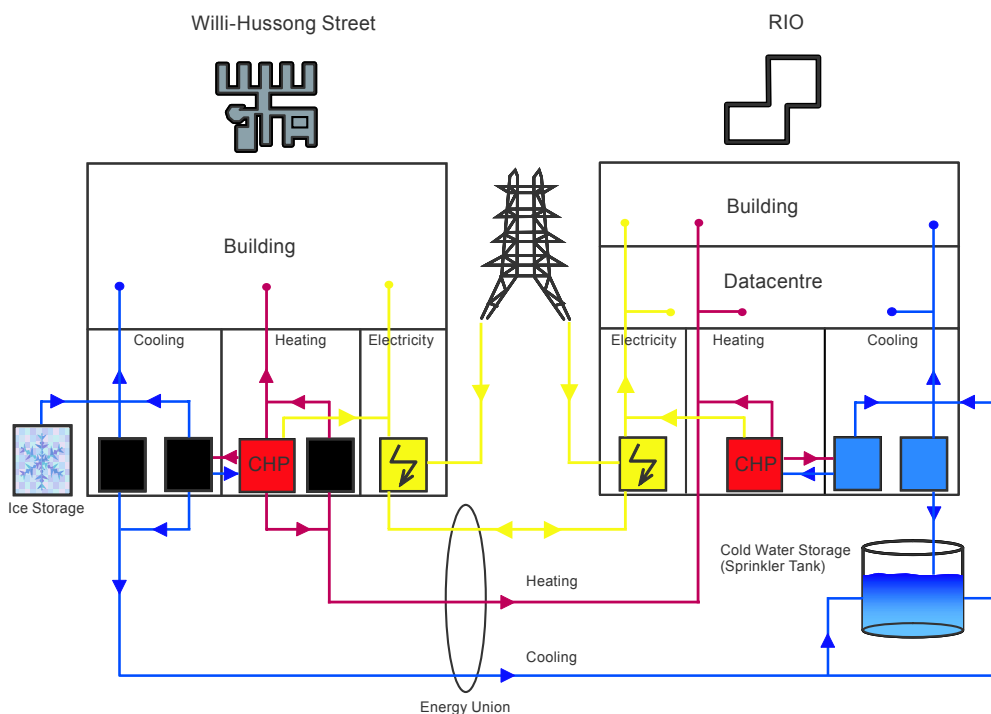 Willi-Hussong Street
RIO
Building
Building
Datacentre
Cooling
Heating
Electricity
Electricity
Heating
Cooling
CHP
CHP
Ice Storage
Cold Water Storage
(Sprinkler Tank)
Heating
Cooling
Energy Union